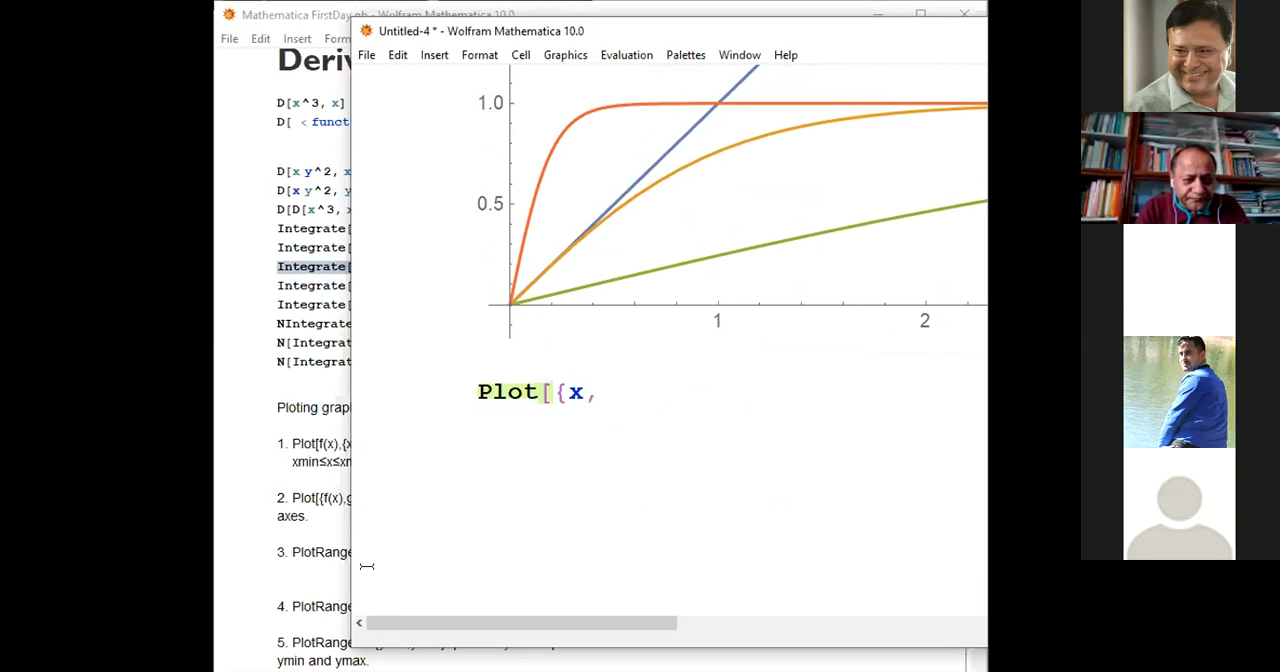 Mathematica FirstDay.nb - Wolfram Mathematica 10.0
File Edit Insert
Untitled-4 * - Wolfram Mathematica 10.0
File Edit Insert Format Cell Graphics Evaluation Palettes Window Help
D[x^3, x]
D[ < funct
D[x y^2, x
D[x y^2, y
D[D[x^3, x
Integrate[
Integrate[
Integrate[
Integrate[
Integrate[
NIntegrate
N[Integrat
N[Integrat
Ploting grap
1. Plot[f(x),{x
xmin≤x≤xm
2. Plot[{f(x),g
axes.
3. PlotRange
4. PlotRange
5. PlotRange
ymin and ymax.
1.0
0.5
1 2
Plot[{x,